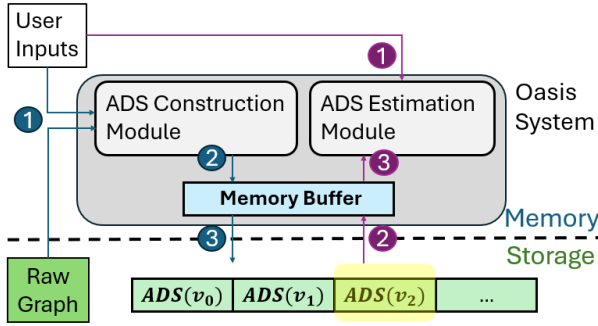 User
Inputs
1
1
Oasis
System
ADS Construction
Module
ADS Estimation
Module
2
3
Memory Buffer
3
2
Memory
Storage
Raw
Graph
ADS(v₀)
ADS(v₁)
ADS(v₂)
...